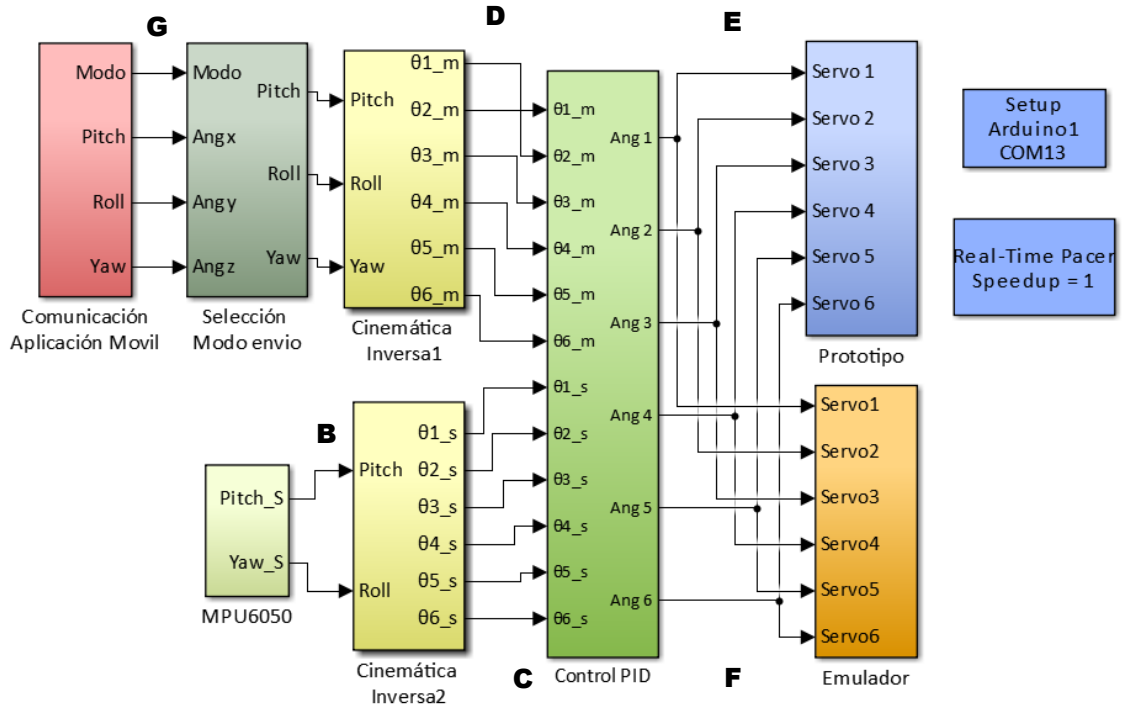 G
D
E
Modo
Pitch
Roll
Yaw
Comunicación
Aplicación Movil
Modo
Angx
Angy
Angz
Pitch
Roll
Yaw
Selección
Modo envio
Pitch
Roll
Yaw
θ1_m
θ2_m
θ3_m
θ4_m
θ5_m
θ6_m
Cinemática
Inversa1
B
Pitch_S
Yaw_S
MPU6050
Pitch
Roll
θ1_s
θ2_s
θ3_s
θ4_s
θ5_s
θ6_s
Cinemática
Inversa2
θ1_m
θ2_m
θ3_m
θ4_m
θ5_m
θ6_m
θ1_s
θ2_s
θ3_s
θ4_s
θ5_s
θ6_s
Ang 1
Ang 2
Ang 3
Ang 4
Ang 5
Ang 6
C
Control PID
F
Servo 1
Servo 2
Servo 3
Servo 4
Servo 5
Servo 6
Prototipo
Servo1
Servo2
Servo3
Servo4
Servo5
Servo6
Emulador
Setup
Arduino1
COM13
Real-Time Pacer
Speedup = 1